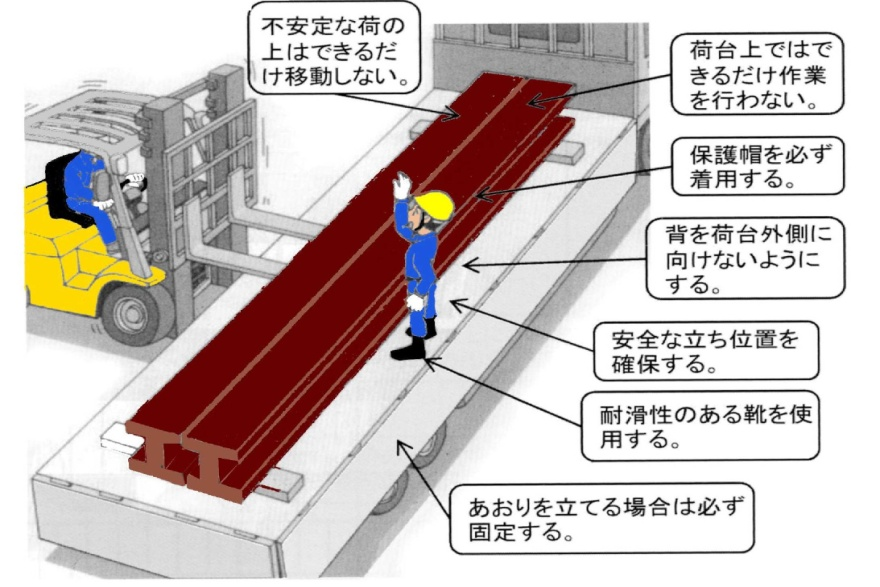 不安定な荷の
上はできるだ
け移動しない。
荷台上ではで
きるだけ作業
を行わない。
保護帽を必ず
着用する。
背を荷台外側に
向けないように
する。
安全な立ち位置を
確保する。
耐滑性のある靴を使
用する。
あおりを立てる場合は必ず
固定する。